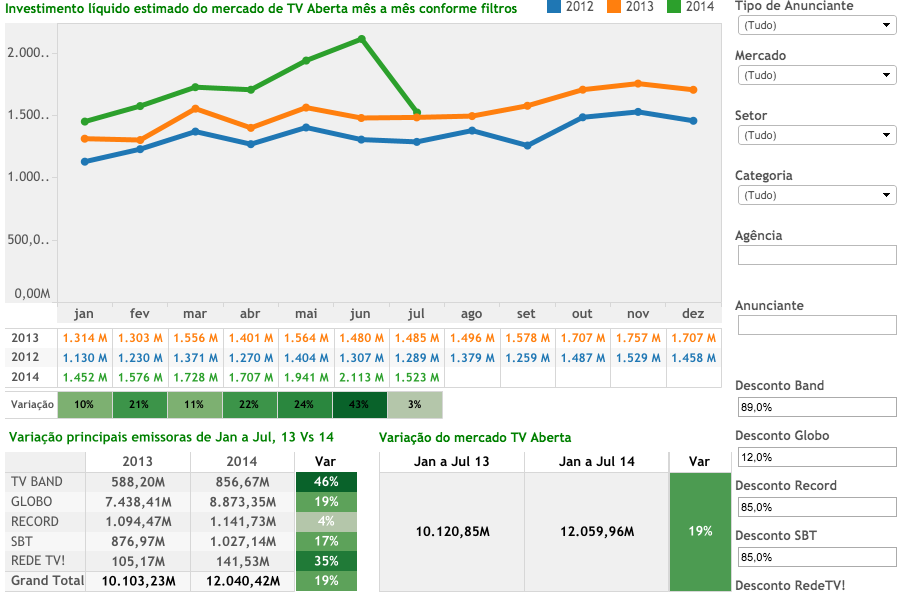 Investimento líquido estimado do mercado de TV Aberta mês a mês conforme filtros
2012 2013 2014
2.000..
1.500..
1.000..
500,0..
0,00M
jan fev mar abr mai jun jul ago set out nov dez
2013 1.314 M 1.303 M 1.556 M 1.401 M 1.564 M 1.480 M 1.485 M 1.496 M 1.578 M 1.707 M 1.757 M 1.707 M
2012 1.130 M 1.230 M 1.371 M 1.270 M 1.404 M 1.307 M 1.289 M 1.379 M 1.259 M 1.487 M 1.529 M 1.458 M
2014 1.452 M 1.576 M 1.728 M 1.707 M 1.941 M 2.113 M 1.523 M
Variação 10% 21% 11% 22% 24% 43% 3%
Variação principais emissoras de Jan a Jul, 13 Vs 14
2013 2014 Var
TV BAND 588,20M 856,67M 46%
GLOBO 7.438,41M 8.873,35M 19%
RECORD 1.094,47M 1.141,73M 4%
SBT 876,97M 1.027,14M 17%
REDE TV! 105,17M 141,53M 35%
Grand Total 10.103,23M 12.040,42M 19%
Variação do mercado TV Aberta
Jan a Jul 13 Jan a Jul 14 Var
10.120,85M 12.059,96M 19%
Tipo de Anunciante
(Tudo)
Mercado
(Tudo)
Setor
(Tudo)
Categoria
(Tudo)
Agência
Anunciante
Desconto Band
89,0%
Desconto Globo
12,0%
Desconto Record
85,0%
Desconto SBT
85,0%
Desconto RedeTV!